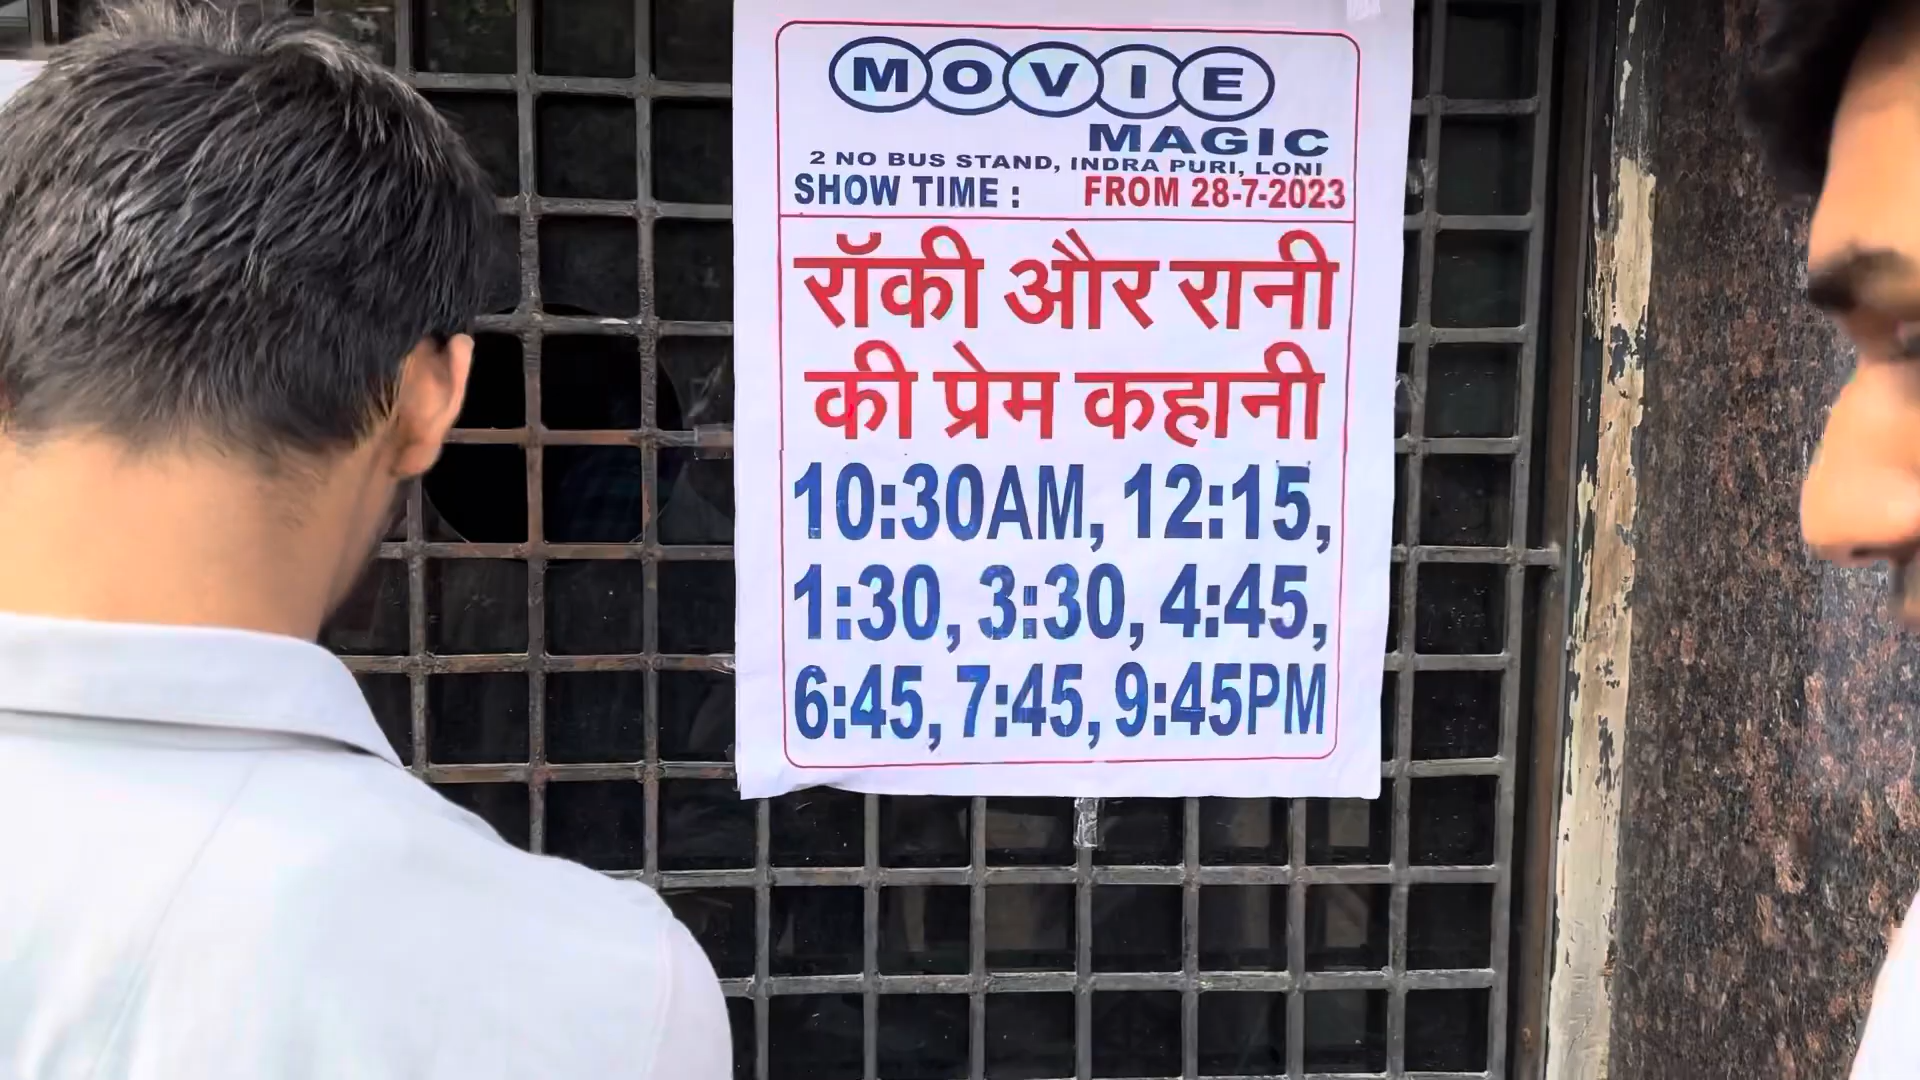 MOVIE
MAGIC
2 NO BUS STAND, INDRA PURI, LONI
SHOW TIME : FROM 28-7-2023
रॉकी और रानी
की प्रेम कहानी
10:30AM, 12:15,
1:30, 3:30, 4:45,
6:45, 7:45, 9:45PM